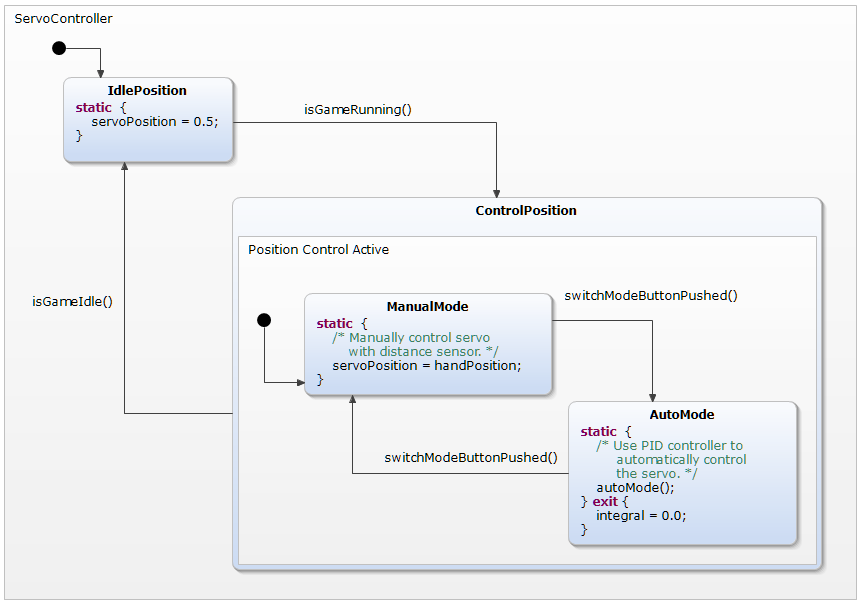 ServoController
IdlePosition
static {
servoPosition = 0.5;
}
isGameRunning()
ControlPosition
Position Control Active
isGameIdle()
ManualMode
static {
/* Manually control servo
with distance sensor. */
servoPosition = handPosition;
}
switchModeButtonPushed()
AutoMode
static {
/* Use PID controller to
automatically control
the servo. */
autoMode();
} exit {
integral = 0.0;
}
switchModeButtonPushed()